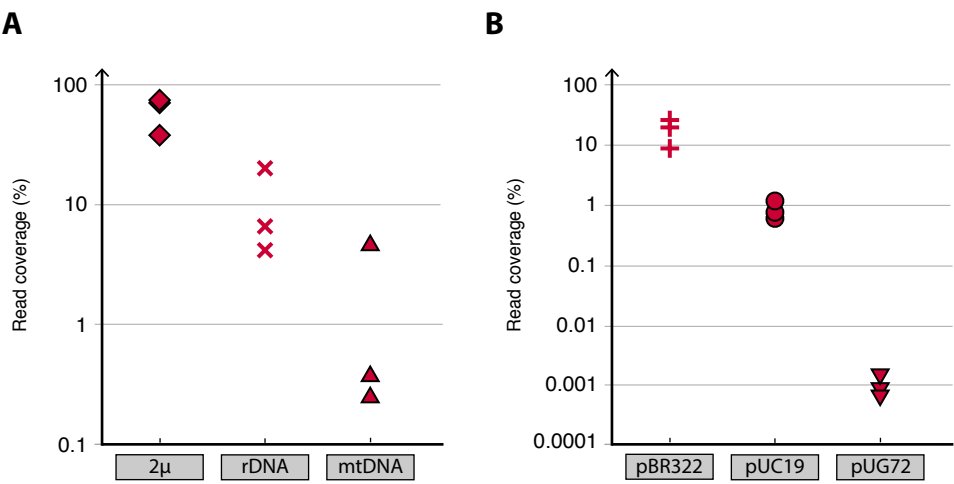 A
Read coverage (%)
100
10
1
0.1
2μ
rDNA
mtDNA
B
Read coverage (%)
100
10
1
0.1
0.01
0.001
0.0001
pBR322
pUC19
pUG72